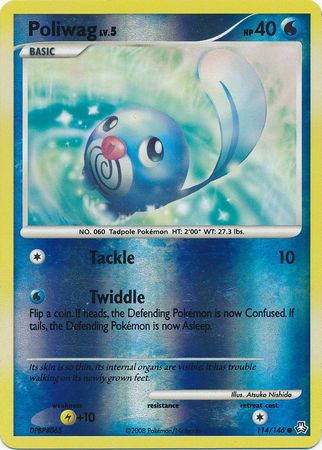 Poliwag LV.5 HP 40
BASIC
NO. 060 Tadpole Pokémon HT: 2'00" WT: 27.3 lbs.
Tackle 10
Twiddle
Flip a coin. If heads, the Defending Pokémon is now Confused. If
tails, the Defending Pokémon is now Asleep.
Its skin is so thin, its internal organs are visible. It has trouble
walking on its newly grown feet.
Illus. Atsuko Nishida
weakness resistance retreat cost
+10
DPBP#065 ©2008 Pokémon/Nintendo 114/146